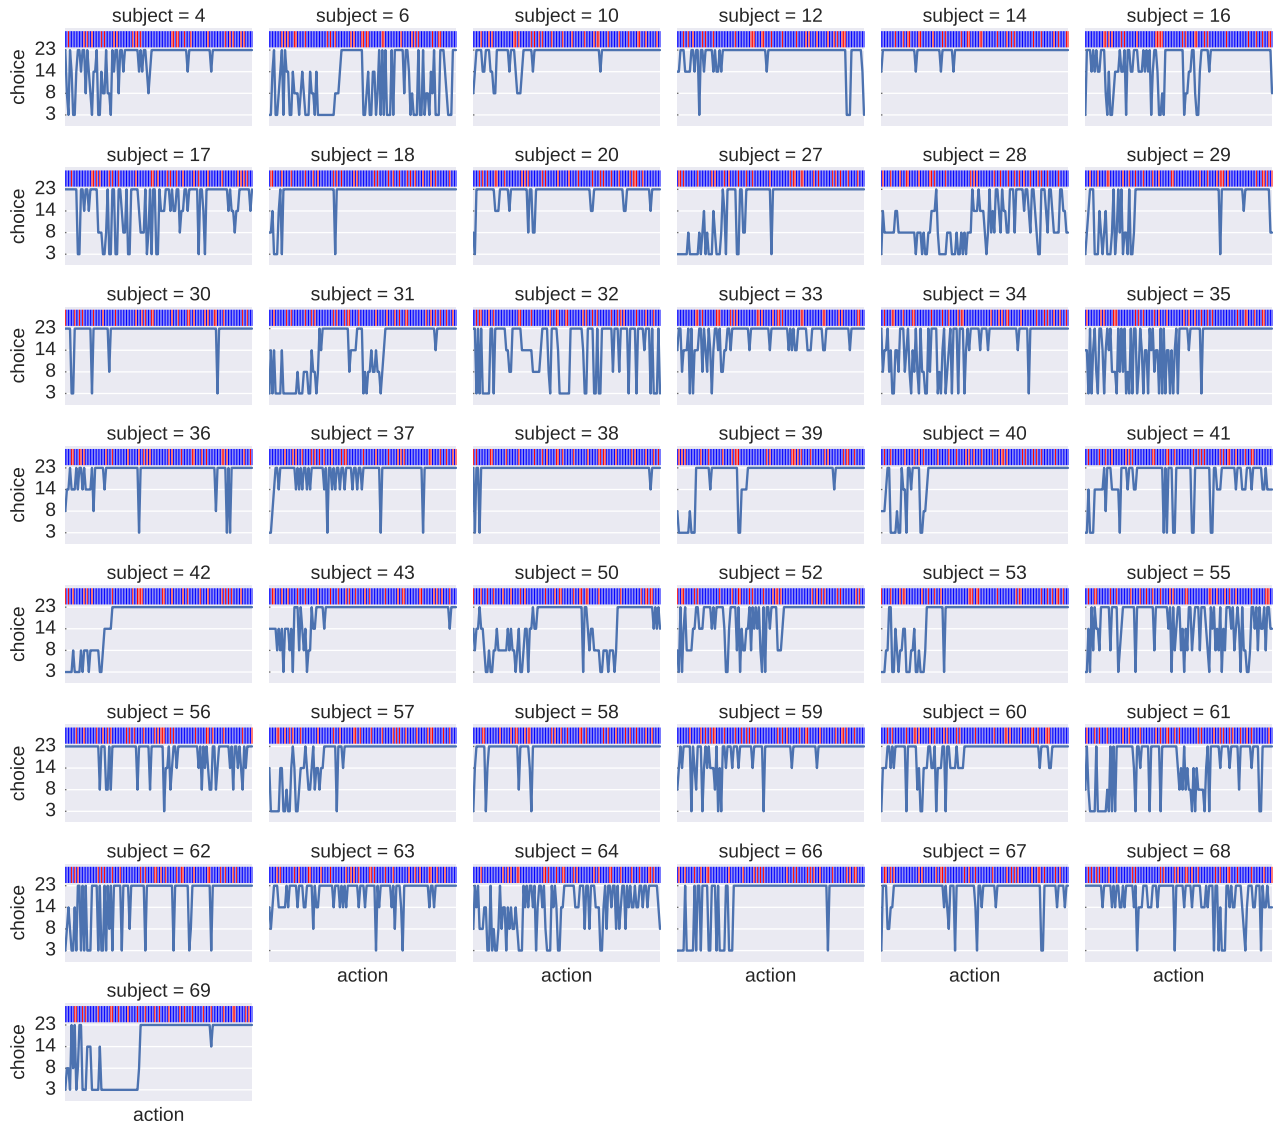 subject = 4 subject = 6 subject = 10 subject = 12 subject = 14 subject = 16
choice 23 14 8 3
subject = 17 subject = 18 subject = 20 subject = 27 subject = 28 subject = 29
choice 23 14 8 3
subject = 30 subject = 31 subject = 32 subject = 33 subject = 34 subject = 35
choice 23 14 8 3
subject = 36 subject = 37 subject = 38 subject = 39 subject = 40 subject = 41
choice 23 14 8 3
subject = 42 subject = 43 subject = 50 subject = 52 subject = 53 subject = 55
choice 23 14 8 3
subject = 56 subject = 57 subject = 58 subject = 59 subject = 60 subject = 61
choice 23 14 8 3
subject = 62 subject = 63 subject = 64 subject = 66 subject = 67 subject = 68
choice 23 14 8 3
action action action action action
subject = 69
choice 23 14 8 3
action